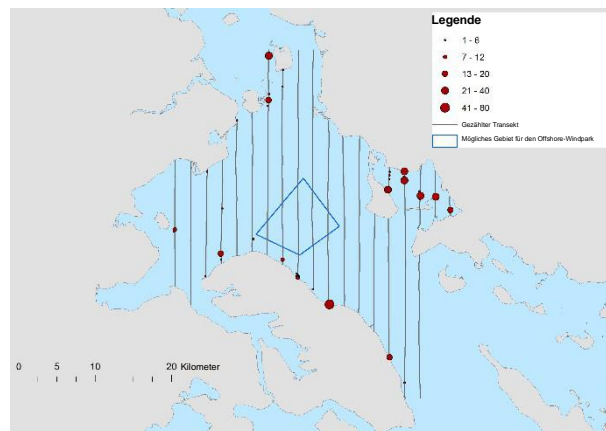 Legende
1 - 6
7 - 12
13 - 20
21 - 40
41 - 80
Gezählter Transekt
Mögliches Gebiet für den Offshore-Windpark
0 5 10 20 Kilometer